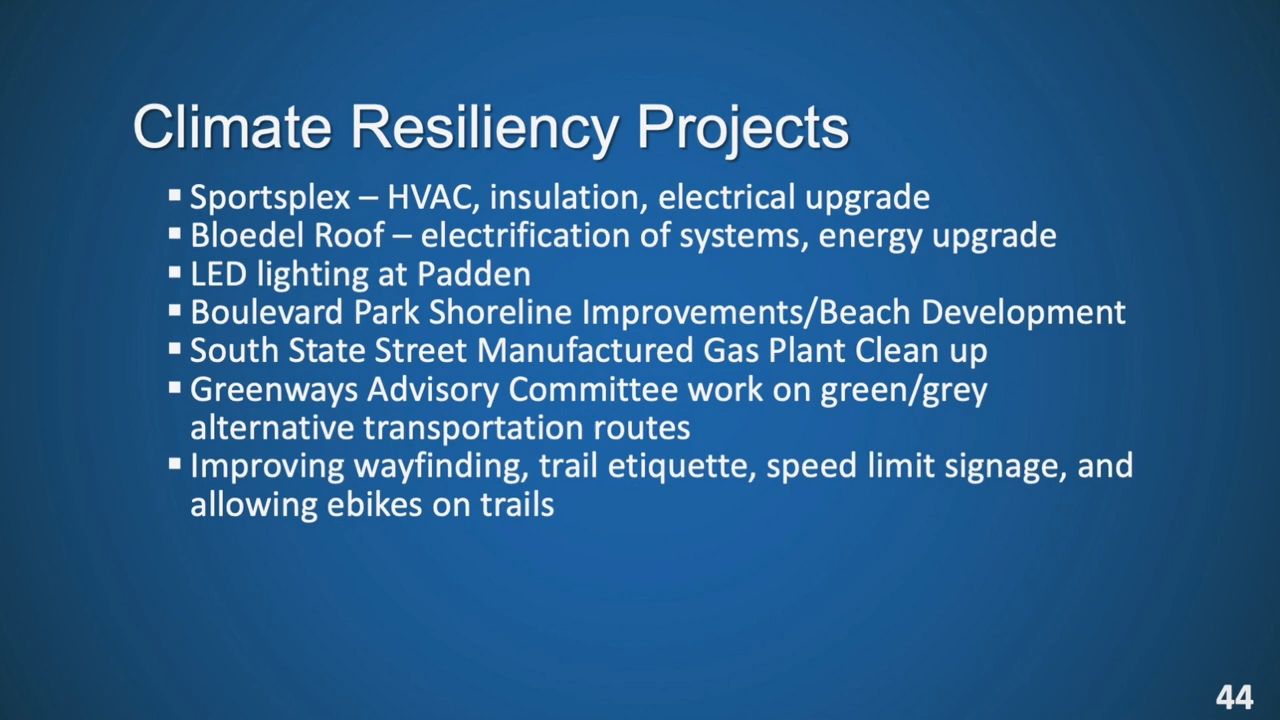 Climate Resiliency Projects
▪ Sportsplex – HVAC, insulation, electrical upgrade
▪ Bloedel Roof – electrification of systems, energy upgrade
▪ LED lighting at Padden
▪ Boulevard Park Shoreline Improvements/Beach Development
▪ South State Street Manufactured Gas Plant Clean up
▪ Greenways Advisory Committee work on green/grey
alternative transportation routes
▪ Improving wayfinding, trail etiquette, speed limit signage, and
allowing ebikes on trails
44